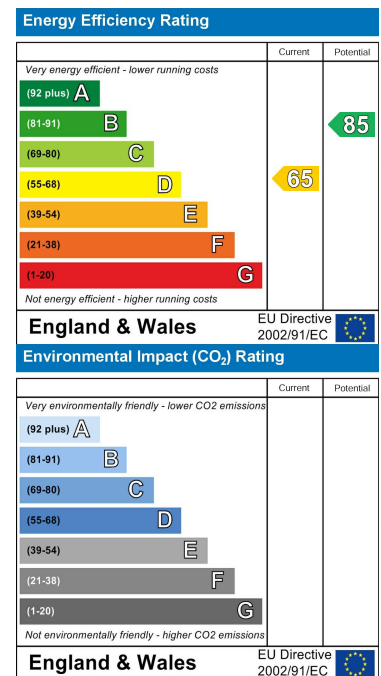 Energy Efficiency Rating
Current Potential
Very energy efficient - lower running costs
(92 plus) A
(81-91) B
85
(69-80) C
(55-68) D
65
(39-54) E
(21-38) F
(1-20) G
Not energy efficient - higher running costs
England & Wales
EU Directive
2002/91/EC
Environmental Impact (CO₂) Rating
Current Potential
Very environmentally friendly - lower CO2 emissions
(92 plus) A
(81-91) B
(69-80) C
(55-68) D
(39-54) E
(21-38) F
(1-20) G
Not environmentally friendly - higher CO2 emissions
England & Wales
EU Directive
2002/91/EC